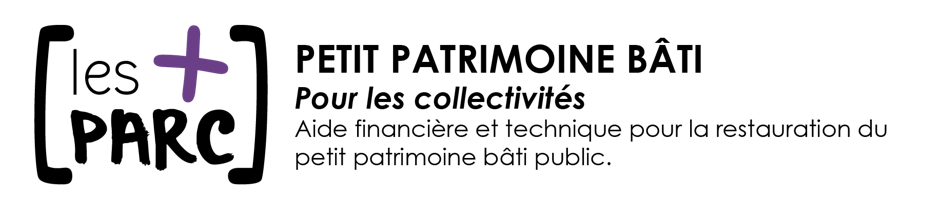 [les +
PARC]
PETIT PATRIMOINE BÂTI
Pour les collectivités
Aide financière et technique pour la restauration du
petit patrimoine bâti public.